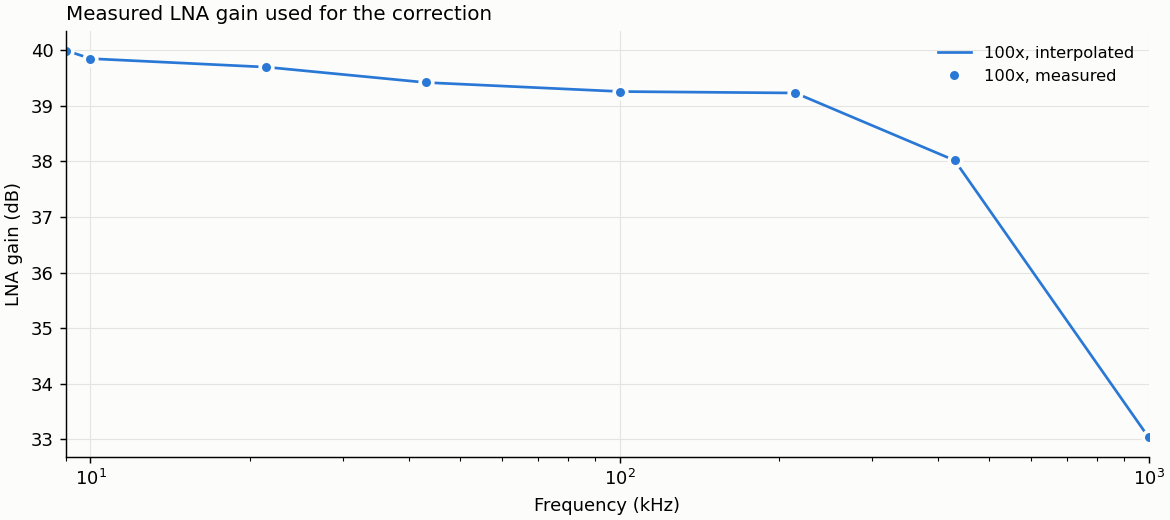 Measured LNA gain used for the correction
100x, interpolated
100x, measured
LNA gain (dB)
40
39
38
37
36
35
34
33
10¹ 10² 10³
Frequency (kHz)